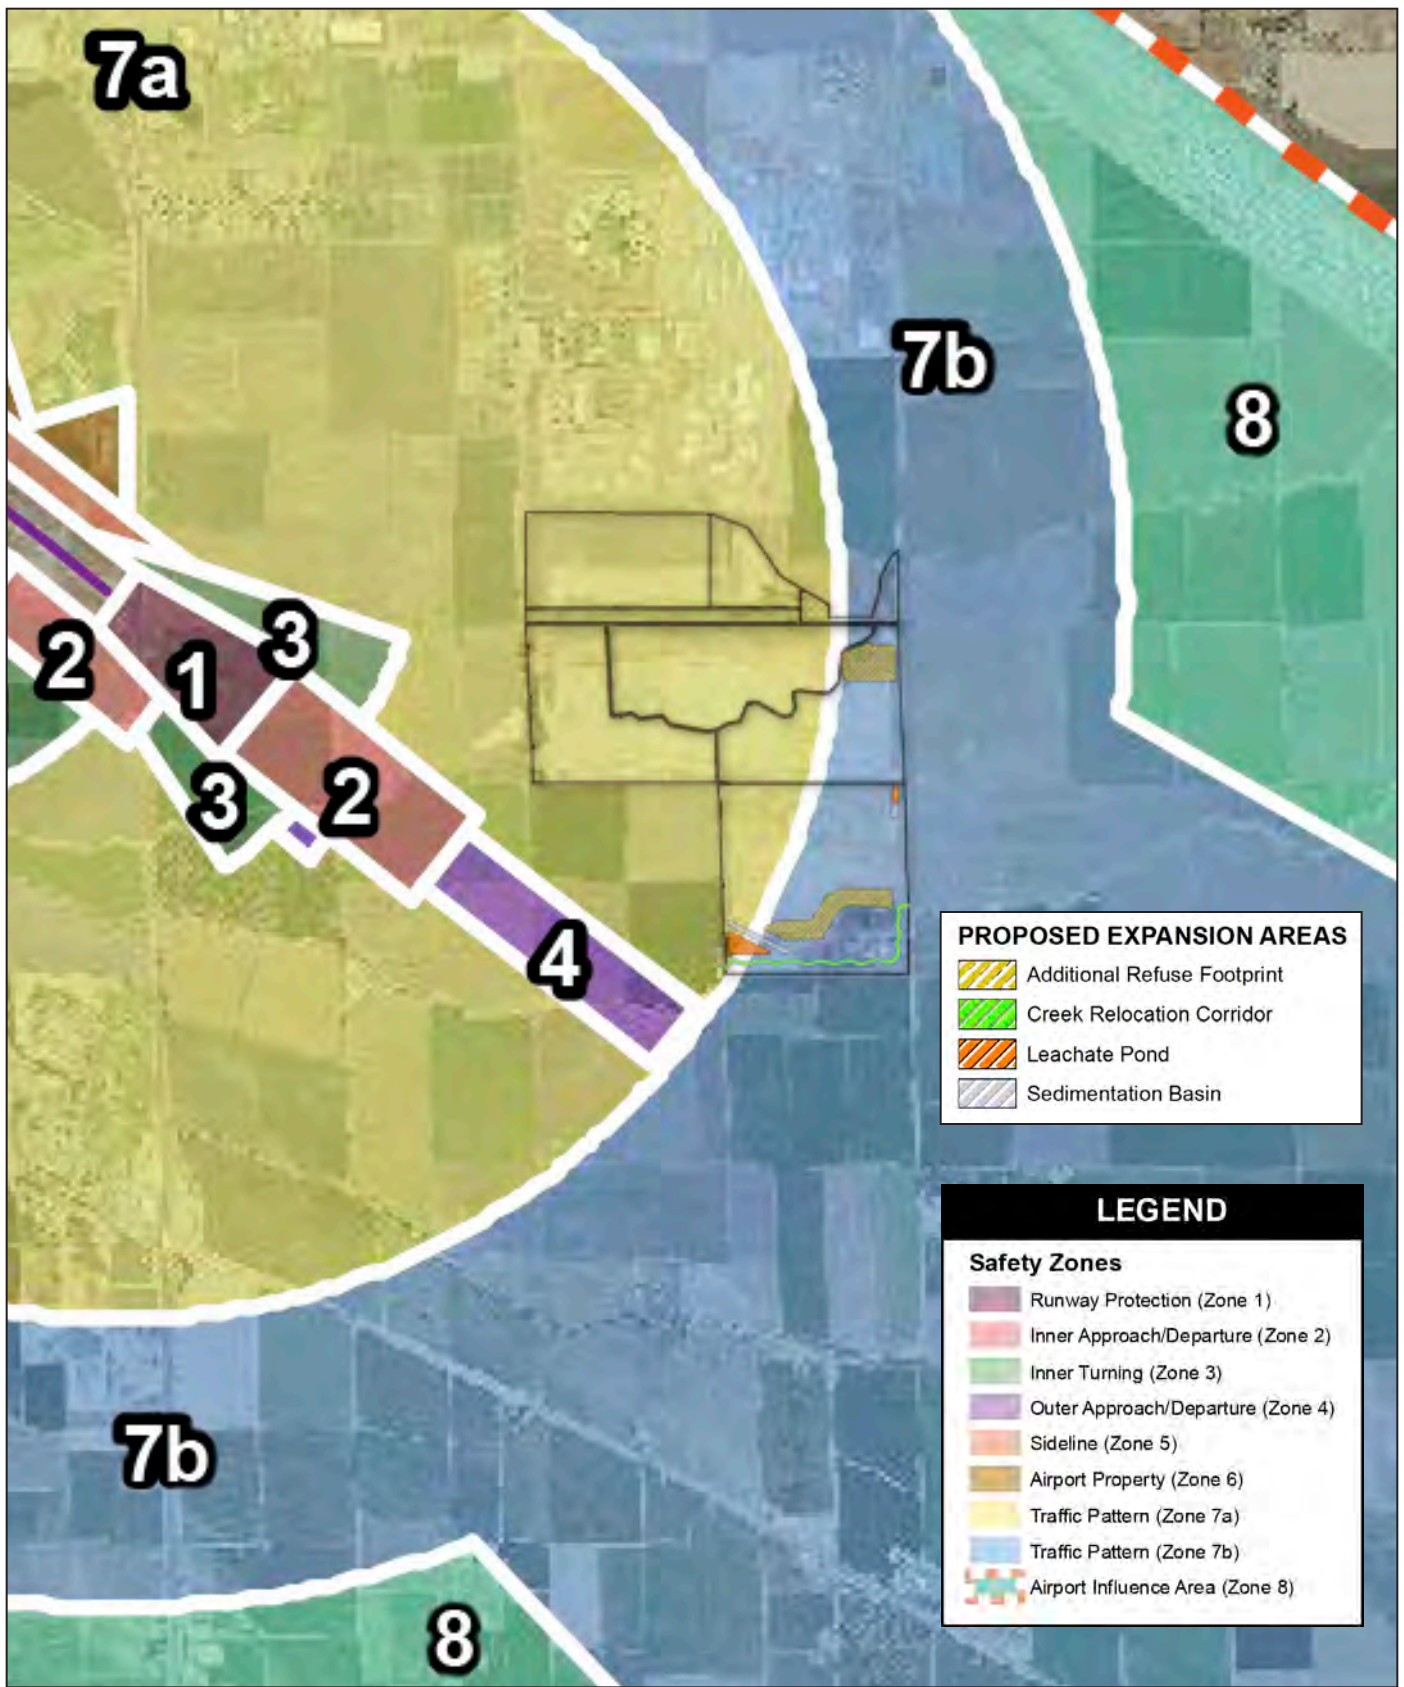 7a
7b
8
3
2
1
3
2
4
PROPOSED EXPANSION AREAS
Additional Refuse Footprint
Creek Relocation Corridor
Leachate Pond
Sedimentation Basin
LEGEND
Safety Zones
Runway Protection (Zone 1)
Inner Approach/Departure (Zone 2)
Inner Turning (Zone 3)
Outer Approach/Departure (Zone 4)
Sideline (Zone 5)
Airport Property (Zone 6)
Traffic Pattern (Zone 7a)
Traffic Pattern (Zone 7b)
Airport Influence Area (Zone 8)
7b
8